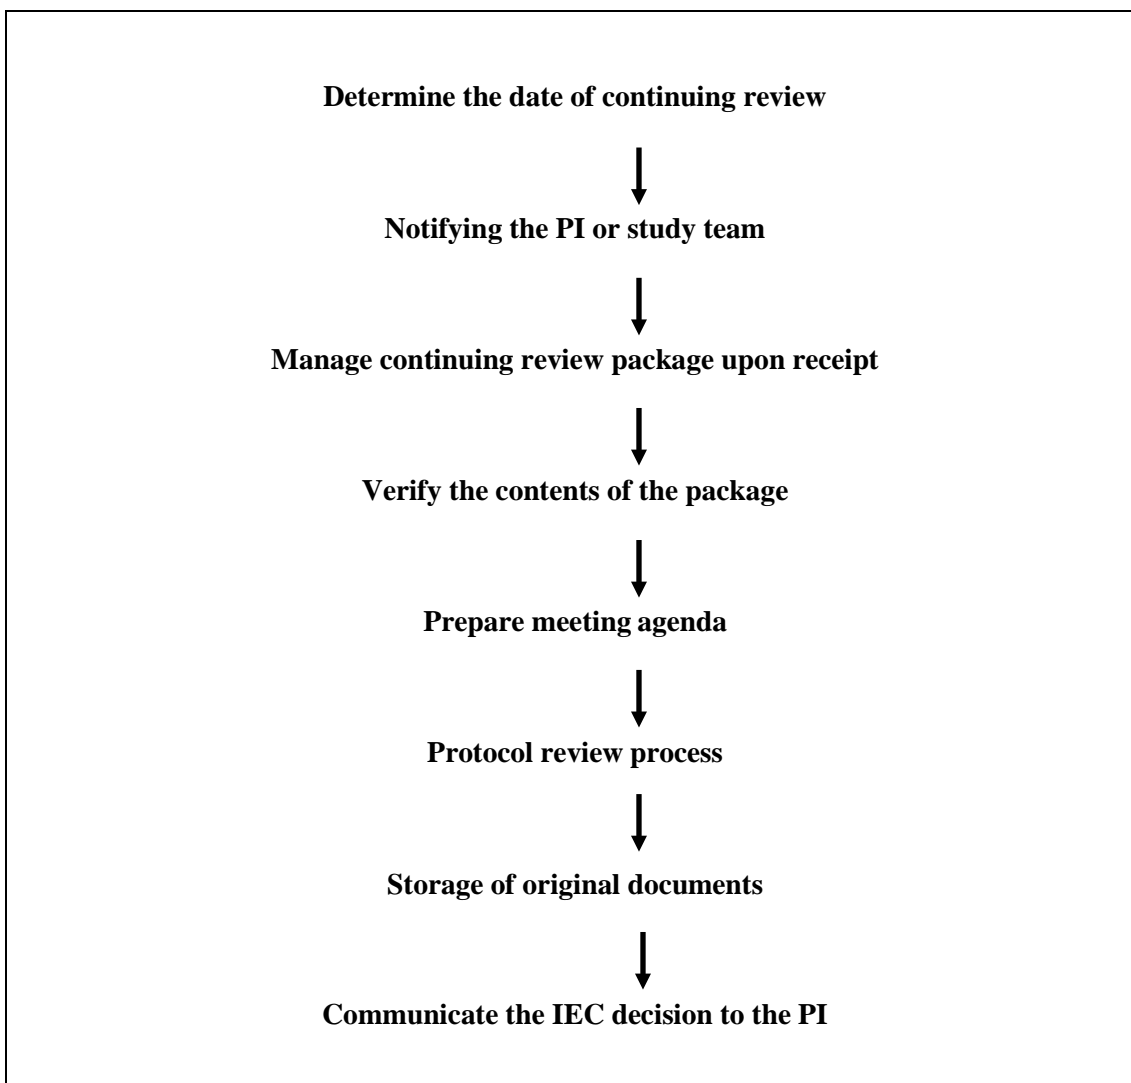 Determine the date of continuing review
Notifying the PI or study team
Manage continuing review package upon receipt
Verify the contents of the package
Prepare meeting agenda
Protocol review process
Storage of original documents
Communicate the IEC decision to the PI